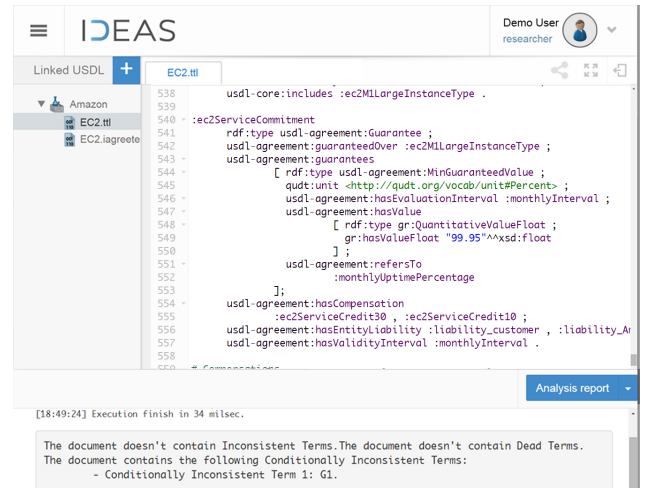 IDEAS
Demo User
researcher
Linked USDL
+
EC2.ttl
Amazon
EC2.ttl
EC2.iagreete
538 usdl-core:includes :ec2M1LargeInstanceType .
539
540 :ec2ServiceCommitment
541 rdf:type usdl-agreement:Guarantee ;
542 usdl-agreement:guaranteedOver :ec2M1LargeInstanceType ;
543 usdl-agreement:guarantees
544 [ rdf:type usdl-agreement:MinGuaranteedValue ;
545 qudt:unit <http://qudt.org/vocab/unit#Percent> ;
546 usdl-agreement:hasEvaluationInterval :monthlyInterval ;
547 usdl-agreement:hasValue
548 [ rdf:type gr:QuantitativeValueFloat ;
549 gr:hasValueFloat "99.95"^^xsd:float
550 ] ;
551 usdl-agreement:refersTo
552 :monthlyUptimePercentage
553 ];
554 usdl-agreement:hasCompensation
555 :ec2ServiceCredit30 , :ec2ServiceCredit10 ;
556 usdl-agreement:hasEntityLiability :liability_customer , :liability_A
557 usdl-agreement:hasValidityInterval :monthlyInterval .
558
559 # Compensations
Analysis report
[18:49:24] Execution finish in 34 milsec.
The document doesn't contain Inconsistent Terms.The document doesn't contain Dead Terms.
The document contains the following Conditionally Inconsistent Terms:
- Conditionally Inconsistent Term 1: G1.